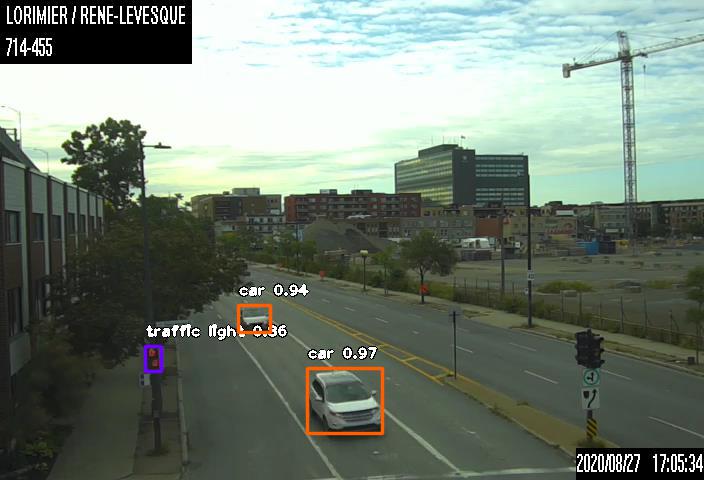 LORIMIER / RENE-LEVESQUE
714-455
car 0.94
traffic light 0.86
car 0.97
2020/08/27 17:05:34